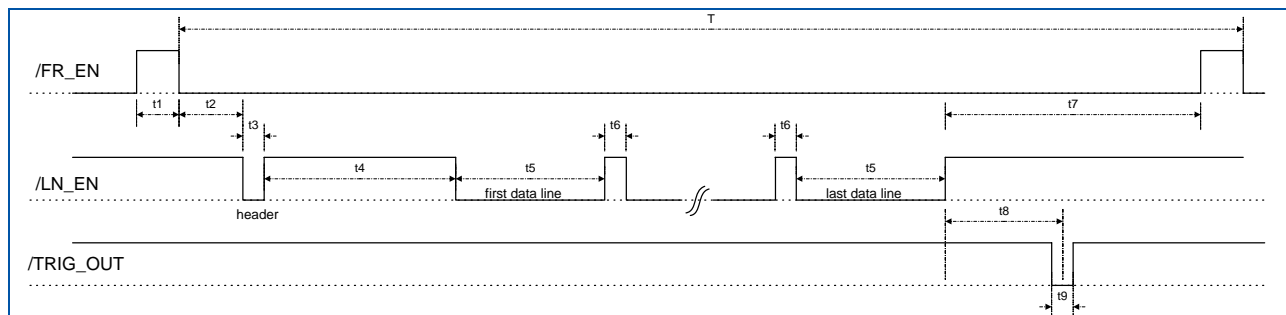 T
/FR_EN
t1
t2
t7
t3
t6
t6
t4
t5
t5
/LN_EN
first data line
last data line
header
t8
/TRIG_OUT
t9